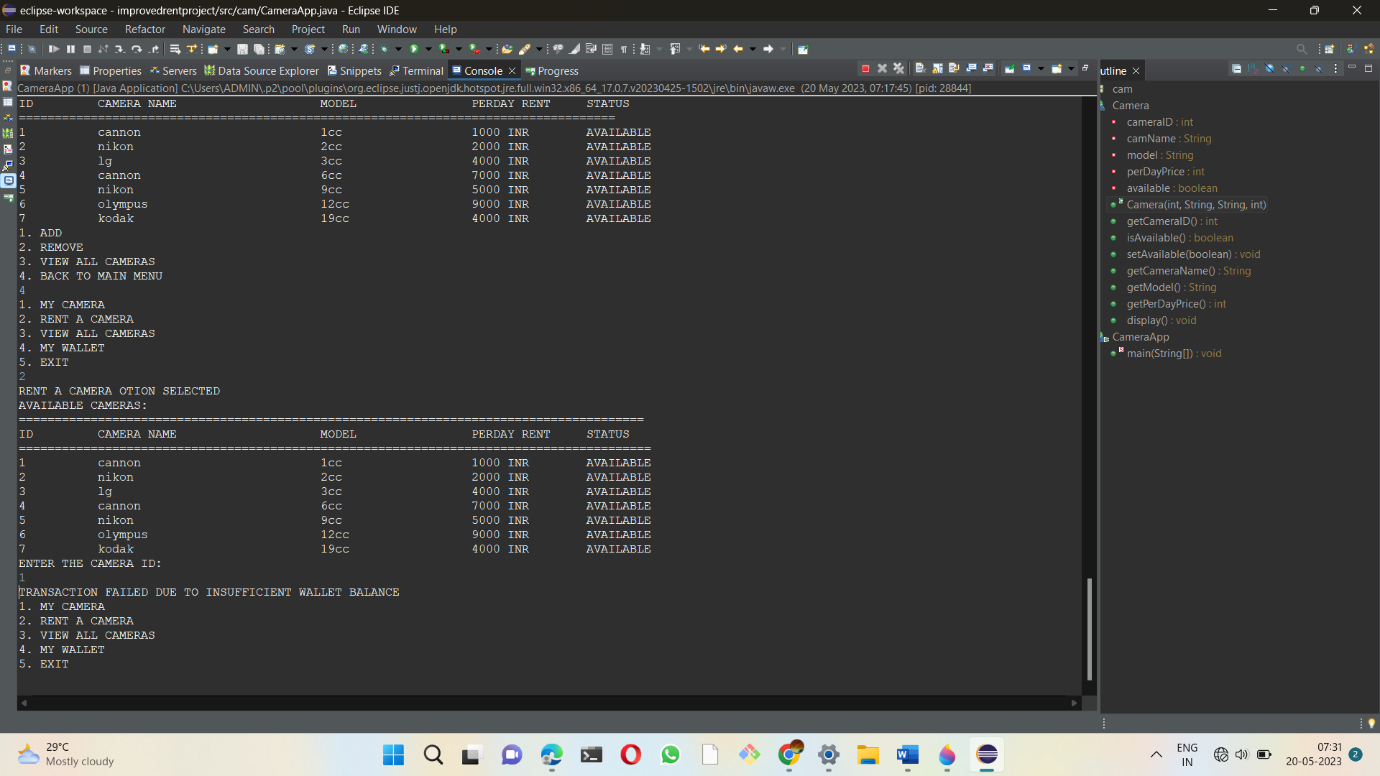 eclipse-workspace - improvedrentproject/src/cam/CameraApp.java - Eclipse IDE
File Edit Source Refactor Navigate Search Project Run Window Help
Markers Properties Servers Data Source Explorer Snippets Terminal Console Progress
CameraApp (1) [Java Application] C:\Users\ADMIN\.p2\pool\plugins\org.eclipse.justj.openjdk.hotspot.jre.full.win32.x86_64_17.0.7.v20230425-1502\jre\bin\javaw.exe (20 May 2023, 07:17:45) [pid: 28844]
ID CAMERA NAME MODEL PERDAY RENT STATUS
===================================================================================
1 cannon 1cc 1000 INR AVAILABLE
2 nikon 2cc 2000 INR AVAILABLE
3 lg 3cc 4000 INR AVAILABLE
4 cannon 6cc 7000 INR AVAILABLE
5 nikon 9cc 5000 INR AVAILABLE
6 olympus 12cc 9000 INR AVAILABLE
7 kodak 19cc 4000 INR AVAILABLE
1. ADD
2. REMOVE
3. VIEW ALL CAMERAS
4. BACK TO MAIN MENU
4
1. MY CAMERA
2. RENT A CAMERA
3. VIEW ALL CAMERAS
4. MY WALLET
5. EXIT
2
RENT A CAMERA OTION SELECTED
AVAILABLE CAMERAS:
=======================================================================================
ID CAMERA NAME MODEL PERDAY RENT STATUS
========================================================================================
1 cannon 1cc 1000 INR AVAILABLE
2 nikon 2cc 2000 INR AVAILABLE
3 lg 3cc 4000 INR AVAILABLE
4 cannon 6cc 7000 INR AVAILABLE
5 nikon 9cc 5000 INR AVAILABLE
6 olympus 12cc 9000 INR AVAILABLE
7 kodak 19cc 4000 INR AVAILABLE
ENTER THE CAMERA ID:
1
TRANSACTION FAILED DUE TO INSUFFICIENT WALLET BALANCE
1. MY CAMERA
2. RENT A CAMERA
3. VIEW ALL CAMERAS
4. MY WALLET
5. EXIT
utline
cam
Camera
cameraID : int
camName : String
model : String
perDayPrice : int
available : boolean
Camera(int, String, String, int)
getCameraID() : int
isAvailable() : boolean
setAvailable(boolean) : void
getCameraName() : String
getModel() : String
getPerDayPrice() : int
display() : void
CameraApp
main(String[]) : void
29°C
Mostly cloudy
ENG
IN
07:31
20-05-2023
2